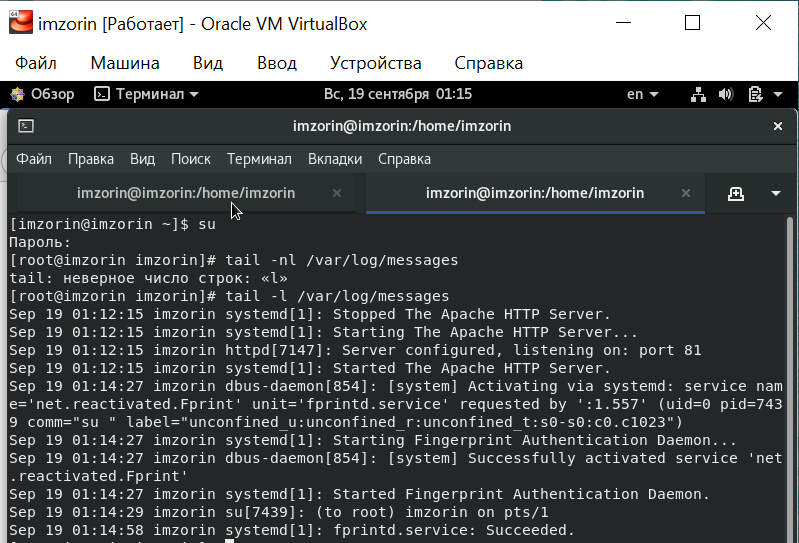 imzorin [Работает] - Oracle VM VirtualBox
Файл Машина Вид Ввод Устройства Справка
Обзор Терминал Вс, 19 сентября 01:15 en
imzorin@imzorin:/home/imzorin
Файл Правка Вид Поиск Терминал Вкладки Справка
imzorin@imzorin:/home/imzorin imzorin@imzorin:/home/imzorin
[imzorin@imzorin ~]$ su
Пароль:
[root@imzorin imzorin]# tail -nl /var/log/messages
tail: неверное число строк: «l»
[root@imzorin imzorin]# tail -l /var/log/messages
Sep 19 01:12:15 imzorin systemd[1]: Stopped The Apache HTTP Server.
Sep 19 01:12:15 imzorin systemd[1]: Starting The Apache HTTP Server...
Sep 19 01:12:15 imzorin httpd[7147]: Server configured, listening on: port 81
Sep 19 01:12:15 imzorin systemd[1]: Started The Apache HTTP Server.
Sep 19 01:14:27 imzorin dbus-daemon[854]: [system] Activating via systemd: service nam
e='net.reactivated.Fprint' unit='fprintd.service' requested by ':1.557' (uid=0 pid=743
9 comm="su " label="unconfined_u:unconfined_r:unconfined_t:s0-s0:c0.c1023")
Sep 19 01:14:27 imzorin systemd[1]: Starting Fingerprint Authentication Daemon...
Sep 19 01:14:27 imzorin dbus-daemon[854]: [system] Successfully activated service 'net
.reactivated.Fprint'
Sep 19 01:14:27 imzorin systemd[1]: Started Fingerprint Authentication Daemon.
Sep 19 01:14:29 imzorin su[7439]: (to root) imzorin on pts/1
Sep 19 01:14:58 imzorin systemd[1]: fprintd.service: Succeeded.